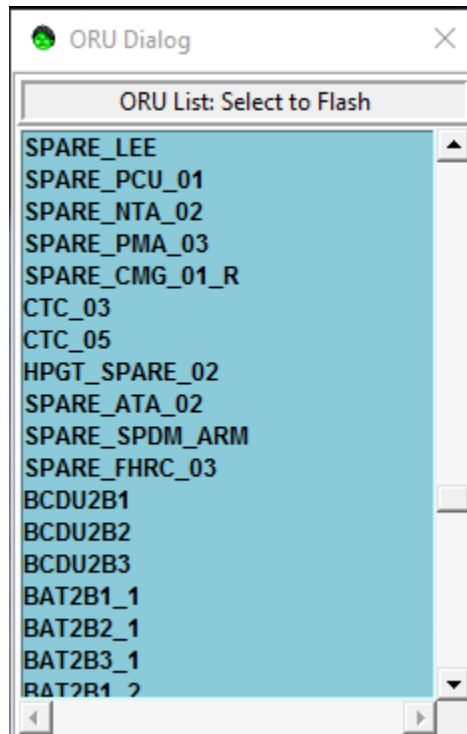 ORU Dialog
ORU List: Select to Flash
SPARE_LEE
SPARE_PCU_01
SPARE_NTA_02
SPARE_PMA_03
SPARE_CMG_01_R
CTC_03
CTC_05
HPGT_SPARE_02
SPARE_ATA_02
SPARE_SPDM_ARM
SPARE_FHRC_03
BCDU2B1
BCDU2B2
BCDU2B3
BAT2B1_1
BAT2B2_1
BAT2B3_1
BAT2B1_2